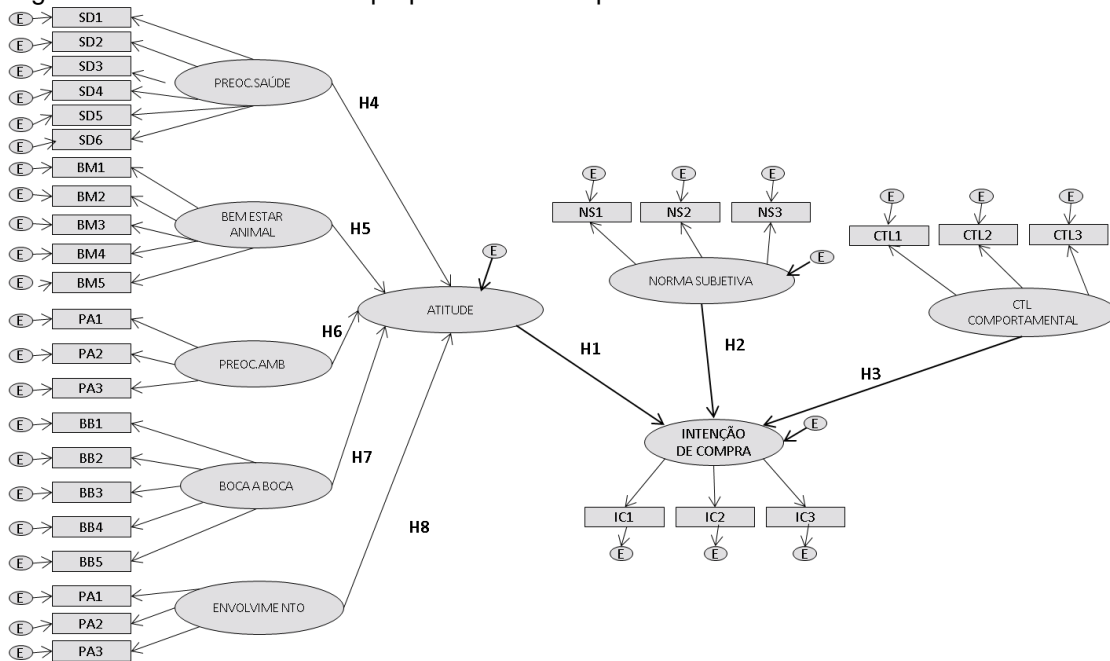 E
SD1
E
SD2
E
SD3
E
SD4
E
SD5
E
SD6
PREOC.SAÚDE
H4
E
BM1
E
BM2
E
BM3
E
BM4
E
BM5
BEM ESTAR
ANIMAL
H5
E
PA1
E
PA2
E
PA3
PREOC.AMB
H6
E
BB1
E
BB2
E
BB3
E
BB4
E
BB5
BOCA A BOCA
H7
E
PA1
E
PA2
E
PA3
ENVOLVIME NTO
H8
E
ATITUDE
H1
E
E
E
NS1
NS2
NS3
E
NORMA SUBJETIVA
H2
E
E
E
CTL1
CTL2
CTL3
CTL
COMPORTAMENTAL
H3
E
INTENÇÃO
DE COMPRA
IC1
IC2
IC3
E
E
E